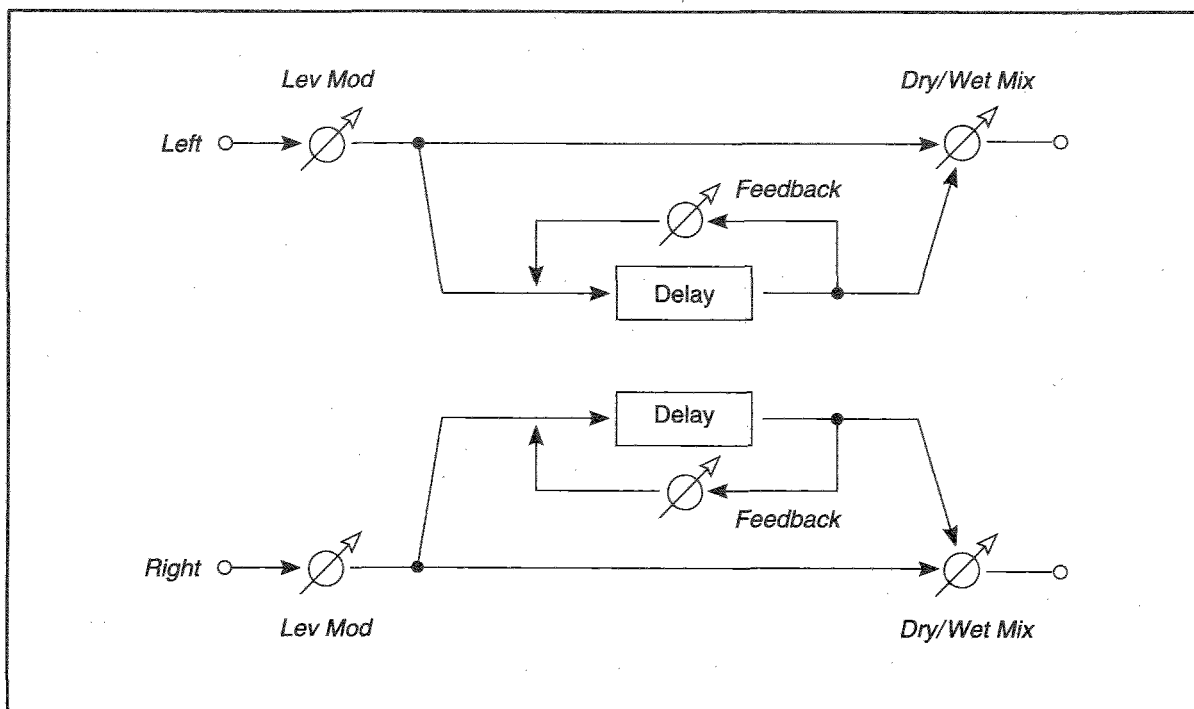 Lev Mod
Dry/Wet Mix
Left
Feedback
Delay
Delay
Feedback
Right
Lev Mod
Dry/Wet Mix